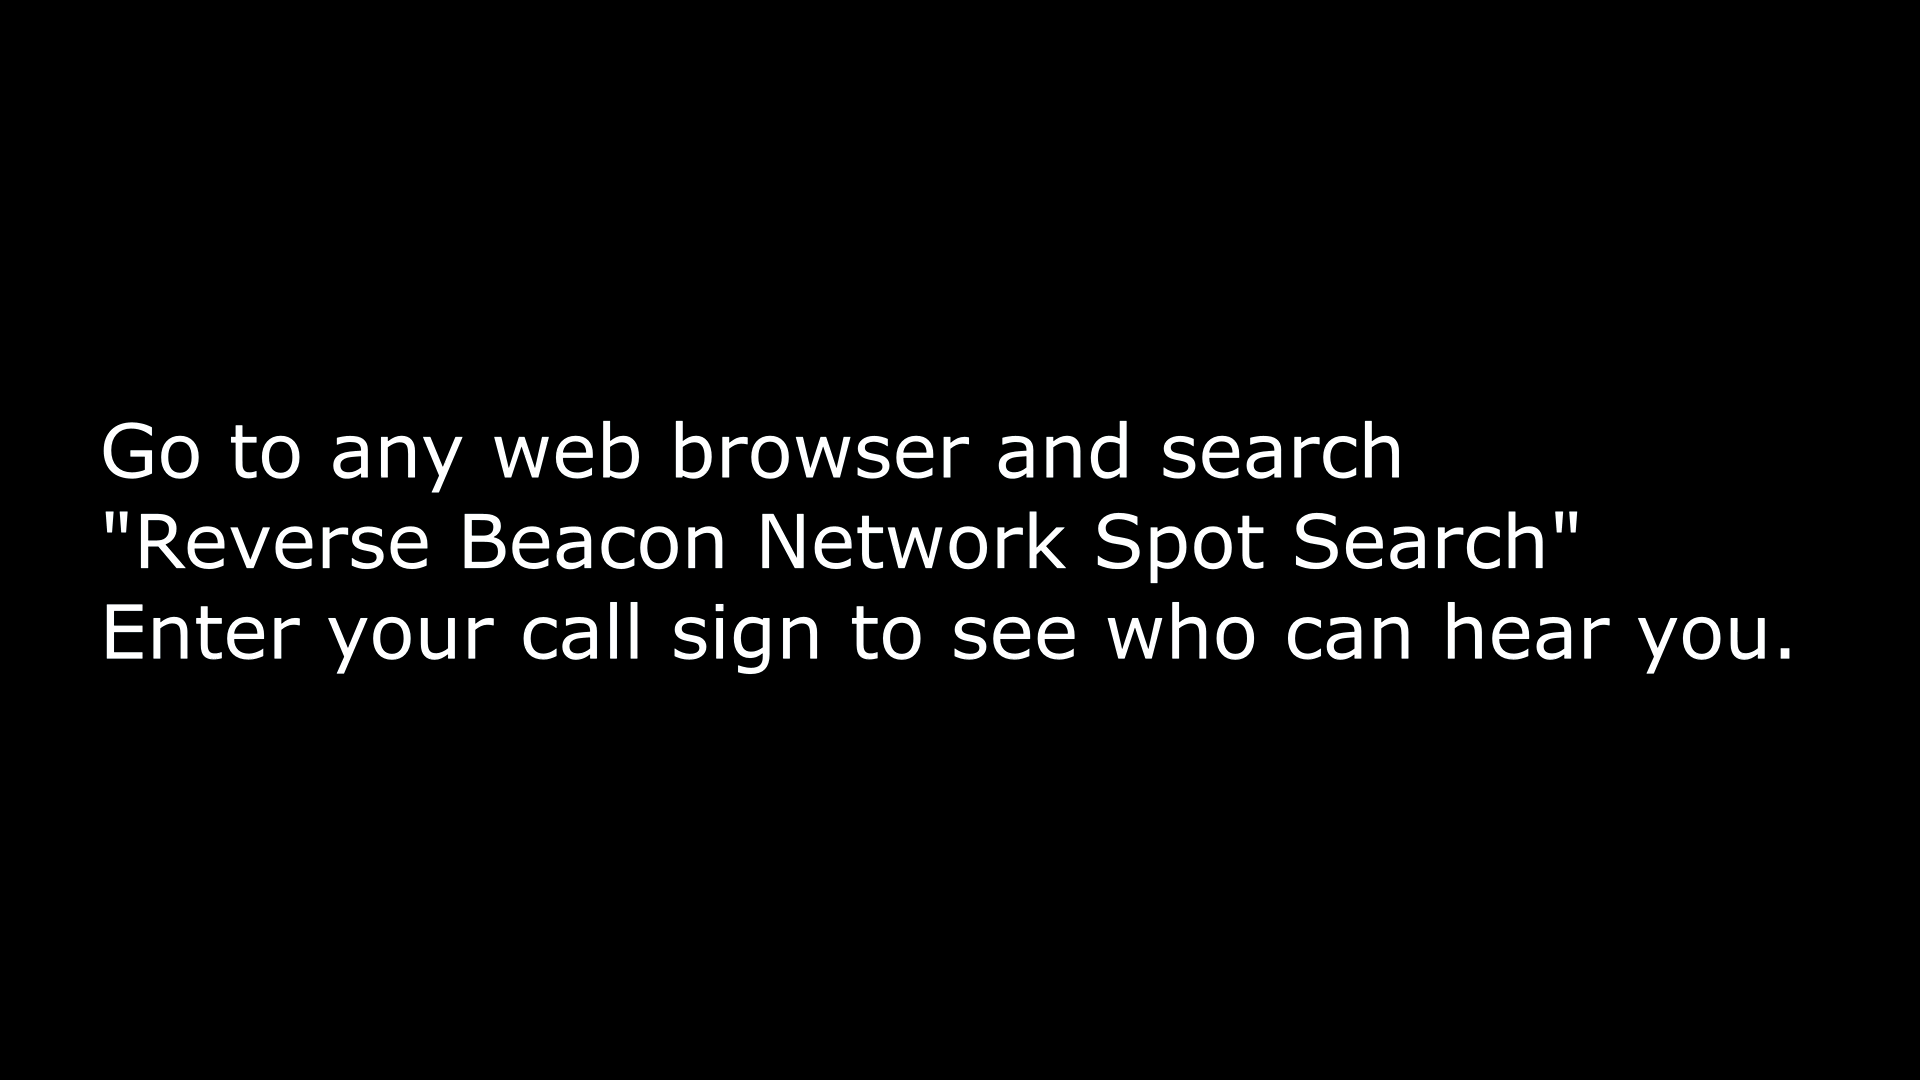 Go to any web browser and search
"Reverse Beacon Network Spot Search"
Enter your call sign to see who can hear you.